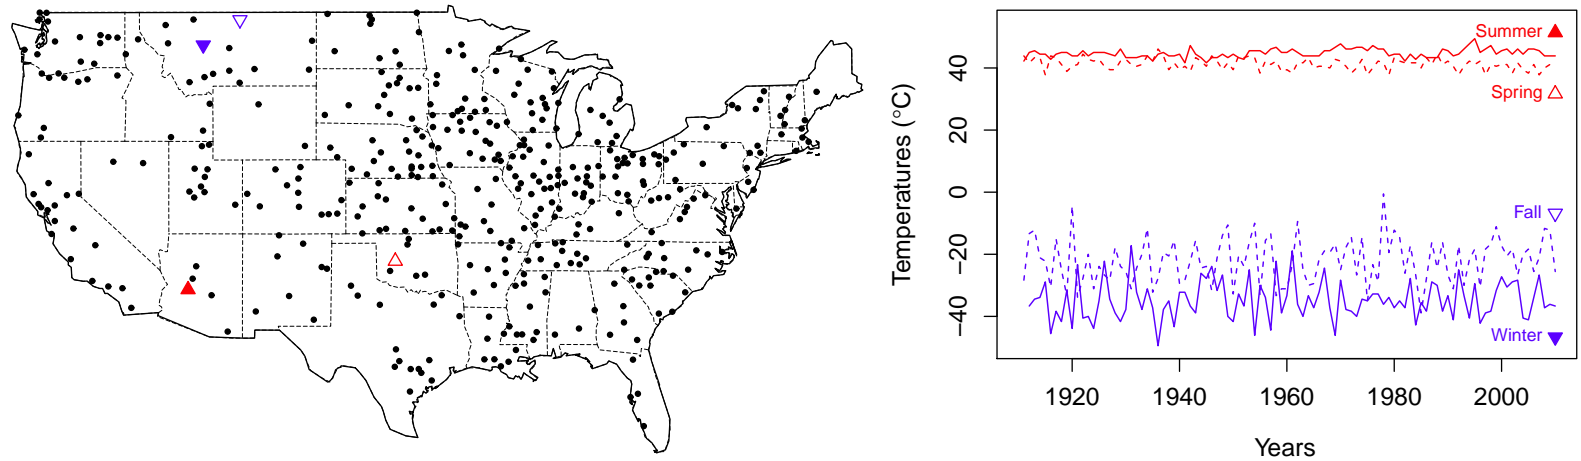 Summer
Spring
Fall
Winter
Temperatures (°C)
40
20
0
−20
−40
1920 1940 1960 1980 2000
Years